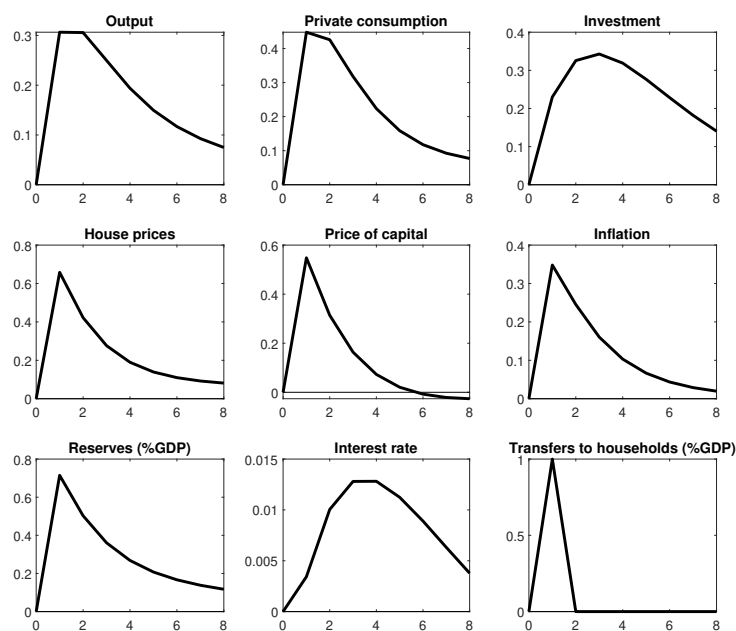 Output
Private consumption
Investment
0.3
0.2
0.1
0
0 2 4 6 8
0.4
0.3
0.2
0.1
0
0 2 4 6 8
0.4
0.3
0.2
0.1
0
0 2 4 6 8
House prices
Price of capital
Inflation
0.8
0.6
0.4
0.2
0
0 2 4 6 8
0.6
0.4
0.2
0
0 2 4 6 8
0.4
0.3
0.2
0.1
0
0 2 4 6 8
Reserves (%GDP)
Interest rate
Transfers to households (%GDP)
0.8
0.6
0.4
0.2
0
0 2 4 6 8
0.015
0.01
0.005
0
0 2 4 6 8
1
0.5
0
0 2 4 6 8